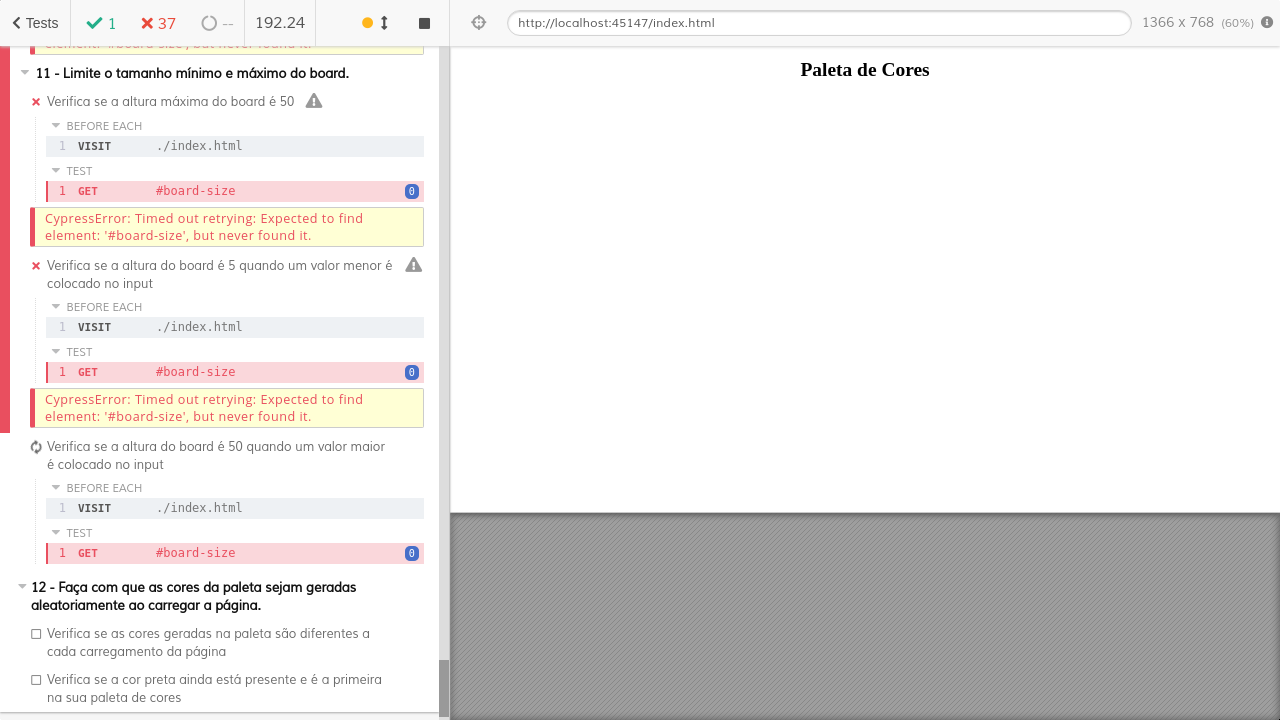 Tests
1
37
--
192.24
http://localhost:45147/index.html
1366 x 768 (60%)
element: '#board-size', but never found it.
11 - Limite o tamanho mínimo e máximo do board.
Verifica se a altura máxima do board é 50
BEFORE EACH
1 VISIT ./index.html
TEST
1 GET #board-size 0
CypressError: Timed out retrying: Expected to find
element: '#board-size', but never found it.
Verifica se a altura do board é 5 quando um valor menor é
colocado no input
BEFORE EACH
1 VISIT ./index.html
TEST
1 GET #board-size 0
CypressError: Timed out retrying: Expected to find
element: '#board-size', but never found it.
Verifica se a altura do board é 50 quando um valor maior
é colocado no input
BEFORE EACH
1 VISIT ./index.html
TEST
1 GET #board-size 0
12 - Faça com que as cores da paleta sejam geradas
aleatoriamente ao carregar a página.
Verifica se as cores geradas na paleta são diferentes a
cada carregamento da página
Verifica se a cor preta ainda está presente e é a primeira
na sua paleta de cores
Paleta de Cores